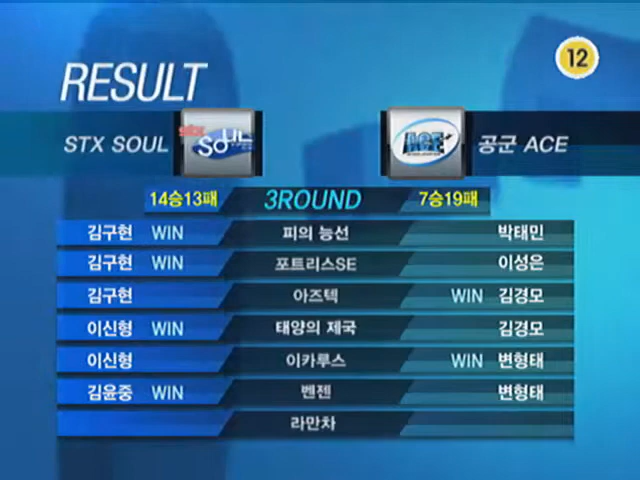 12
RESULT
STX SOUL stx SOUL ACE 공군 ACE
14승13패 3ROUND 7승19패
김구현 WIN 피의 능선 박태민
김구현 WIN 포트리스SE 이성은
김구현 아즈텍 WIN 김경모
이신형 WIN 태양의 제국 김경모
이신형 이카루스 WIN 변형태
김윤중 WIN 벤젠 변형태
라만차